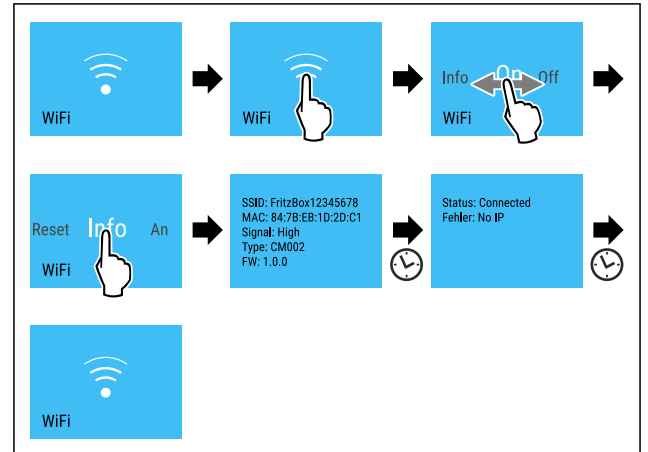 WiFi
WiFi
Info On Off
WiFi
Reset Info An
WiFi
SSID: FritzBox12345678
MAC: 84:7B:EB:1D:2D:C1
Signal: High
Type: CM002
FW: 1.0.0
Status: Connected
Fehler: No IP
WiFi